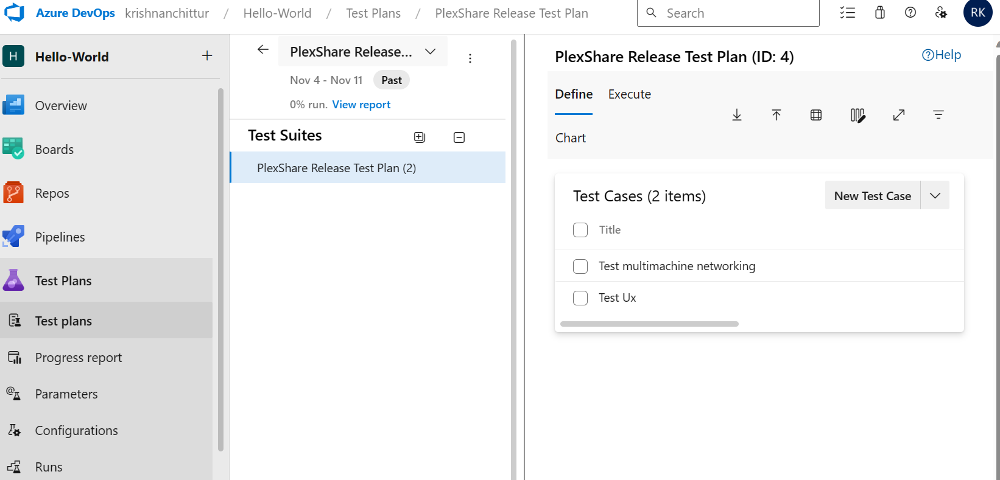 Azure DevOps krishnanchittur / Hello-World / Test Plans / PlexShare Release Test Plan
Search
RK
H
Hello-World
Overview
Boards
Repos
Pipelines
Test Plans
Test plans
Progress report
Parameters
Configurations
Runs
PlexShare Release...
Nov 4 - Nov 11 Past
0% run. View report
Test Suites
PlexShare Release Test Plan (2)
PlexShare Release Test Plan (ID: 4)
Help
Define Execute
Chart
Test Cases (2 items)
New Test Case
Title
Test multimachine networking
Test Ux